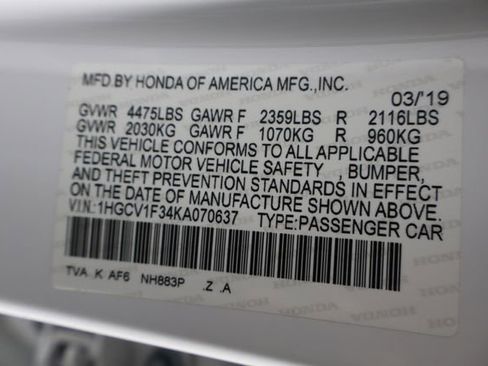 MFD.BY HONDA OF AMERICA MFG.,INC.
03/'19
GVWR 4475LBS GAWR F 2359LBS R 2116LBS
GVWR 2030KG GAWR F 1070KG R 960KG
THIS VEHICLE CONFORMS TO ALL APPLICABLE
FEDERAL MOTOR VEHICLE SAFETY BUMPER,
AND THEFT PREVENTION STANDARDS IN EFFECT
ON THE DATE OF MANUFACTURE SHOWN ABOVE.
V.I.N.:1HGCV1F34KA070637 TYPE:PASSENGER CAR
TVA .K AF6 NH883P .Z .A